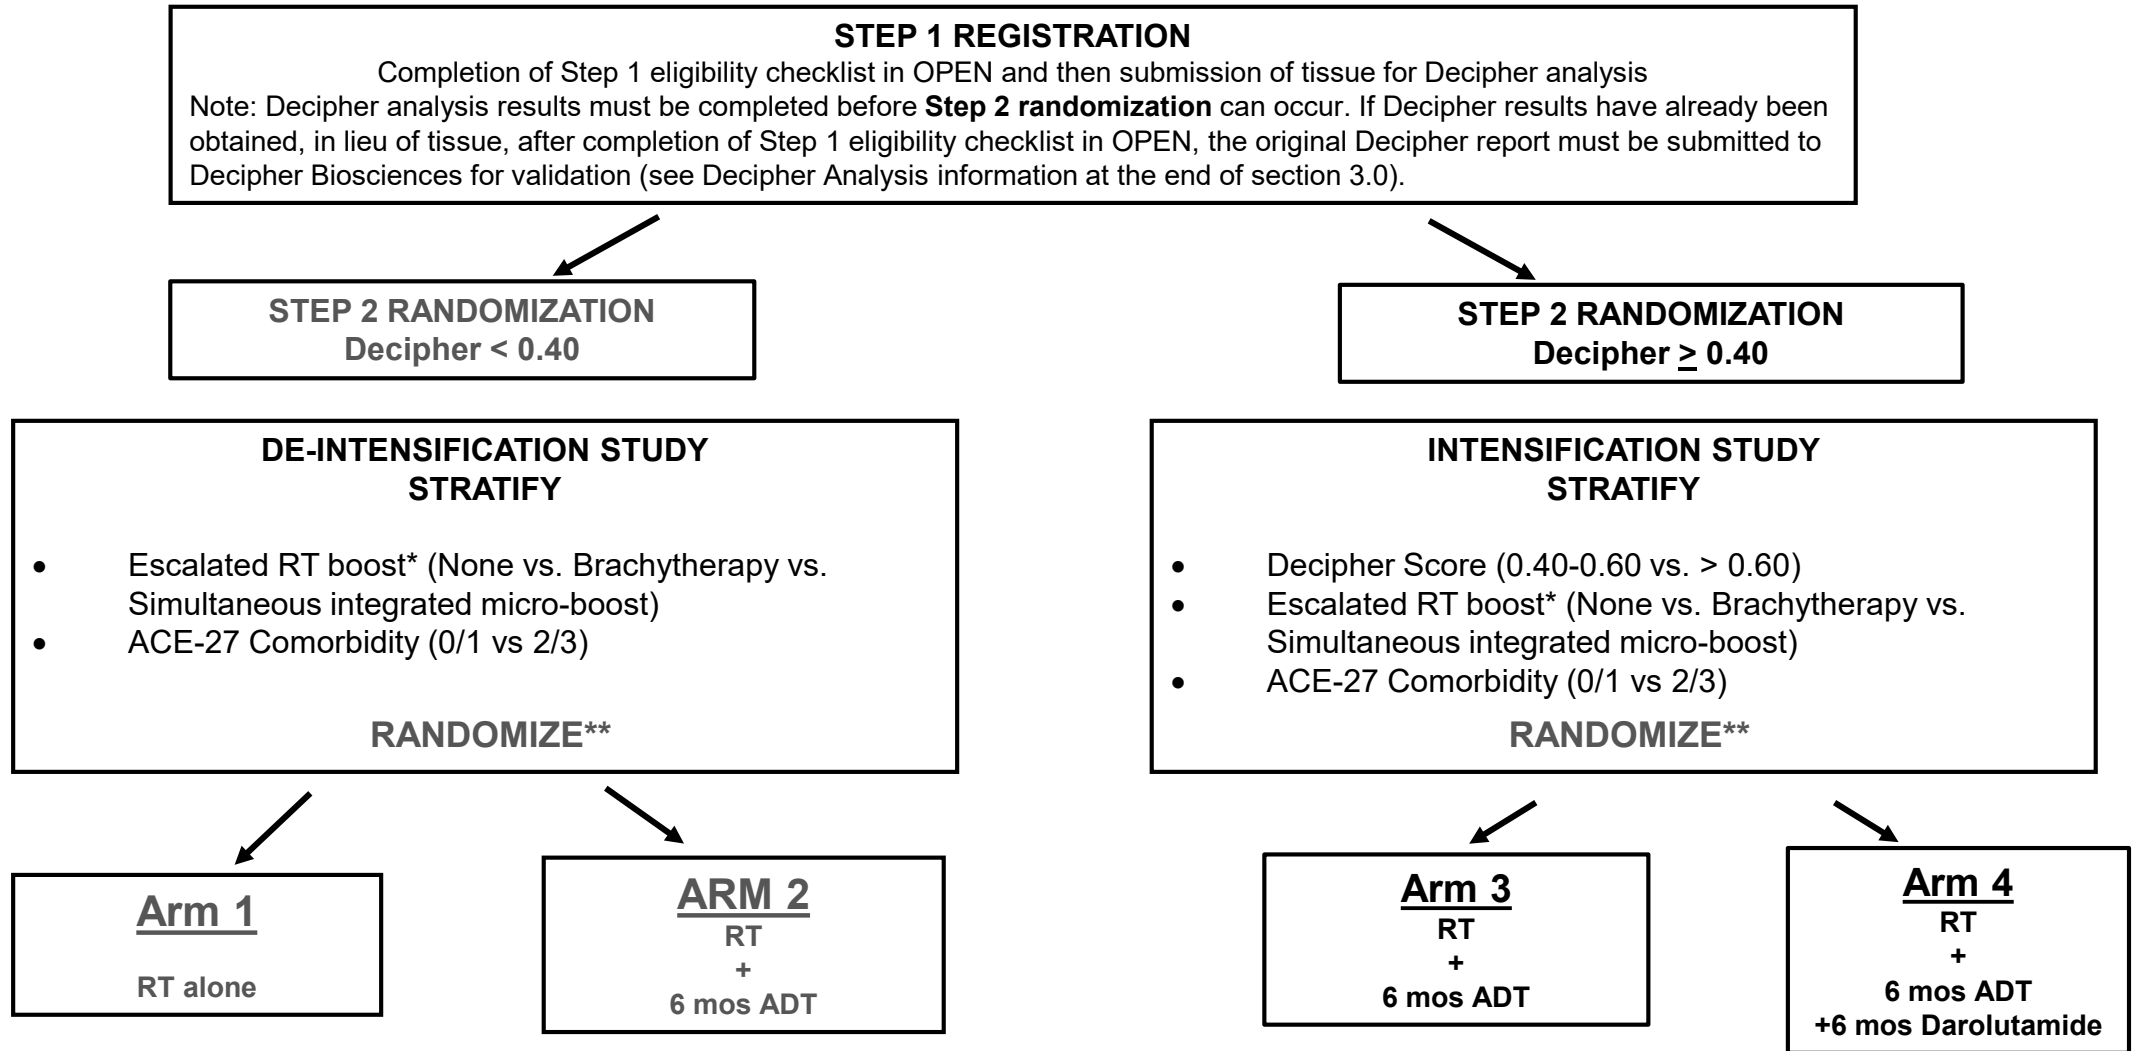 STEP 1 REGISTRATION
Completion of Step 1 eligibility checklist in OPEN and then submission of tissue for Decipher analysis
Note: Decipher analysis results must be completed before Step 2 randomization can occur. If Decipher results have already been
obtained, in lieu of tissue, after completion of Step 1 eligibility checklist in OPEN, the original Decipher report must be submitted to
Decipher Biosciences for validation (see Decipher Analysis information at the end of section 3.0).
STEP 2 RANDOMIZATION
Decipher < 0.40
STEP 2 RANDOMIZATION
Decipher ≥ 0.40
DE-INTENSIFICATION STUDY
STRATIFY
• Escalated RT boost* (None vs. Brachytherapy vs.
Simultaneous integrated micro-boost)
• ACE-27 Comorbidity (0/1 vs 2/3)
RANDOMIZE**
INTENSIFICATION STUDY
STRATIFY
• Decipher Score (0.40-0.60 vs. > 0.60)
• Escalated RT boost* (None vs. Brachytherapy vs.
Simultaneous integrated micro-boost)
• ACE-27 Comorbidity (0/1 vs 2/3)
RANDOMIZE**
Arm 1
RT alone
ARM 2
RT
+
6 mos ADT
Arm 3
RT
+
6 mos ADT
Arm 4
RT
+
6 mos ADT
+6 mos Darolutamide